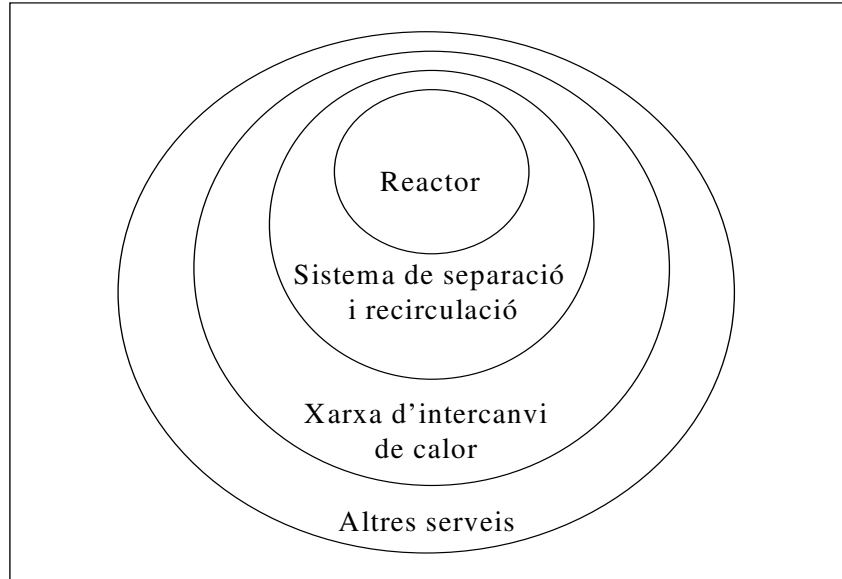 Reactor
Sistema de separació
i recirculació
Xarxa d’intercanvi
de calor
Altres serveis